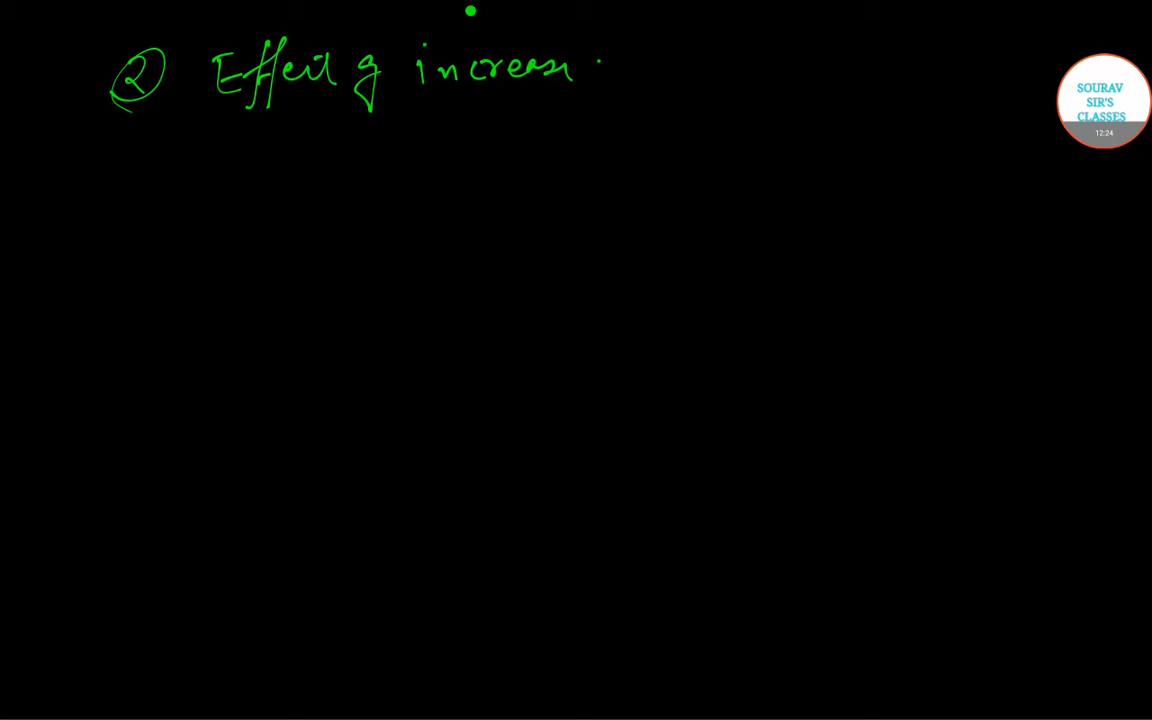 ② Effect of increase
SOURAV
SIR'S
CLASSES
12:24